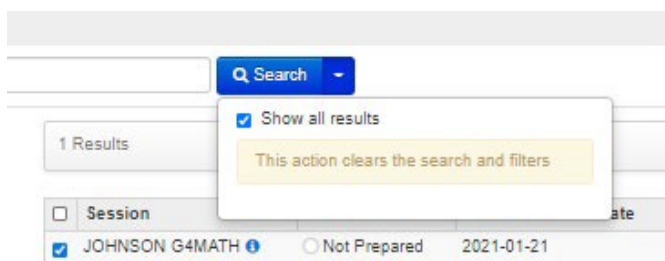 Search
Show all results
1 Results
This action clears the search and filters
Session ate
JOHNSON G4MATH Not Prepared 2021-01-21